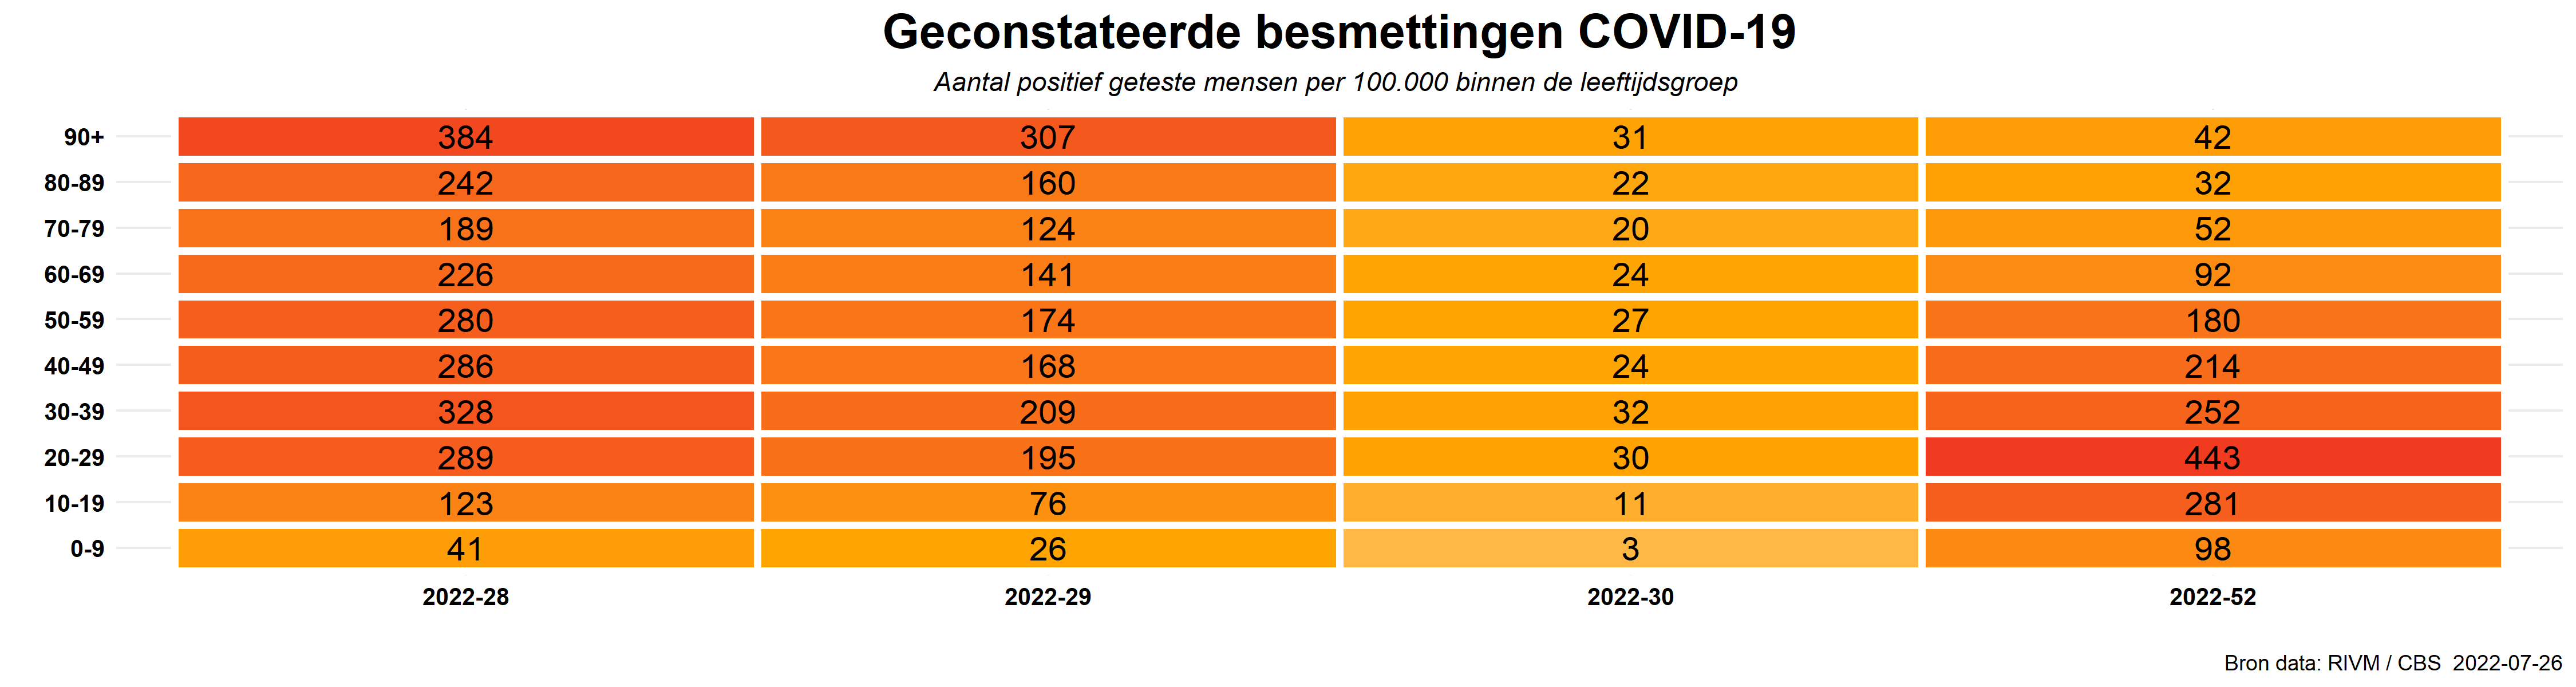 Geconstateerde besmettingen COVID-19
Aantal positief geteste mensen per 100.000 binnen de leeftijdsgroep
90+ 384 307 31 42
80-89 242 160 22 32
70-79 189 124 20 52
60-69 226 141 24 92
50-59 280 174 27 180
40-49 286 168 24 214
30-39 328 209 32 252
20-29 289 195 30 443
10-19 123 76 11 281
0-9 41 26 3 98
2022-28 2022-29 2022-30 2022-52
Bron data: RIVM / CBS 2022-07-26